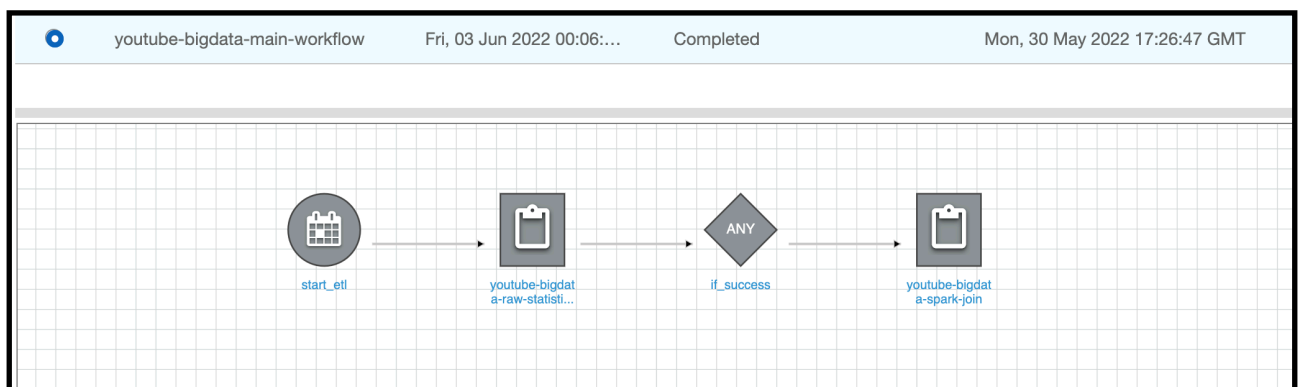 youtube-bigdata-main-workflow Fri, 03 Jun 2022 00:06:... Completed Mon, 30 May 2022 17:26:47 GMT
ANY
start_etl
youtube-bigdat
a-raw-statisti...
if_success
youtube-bigdat
a-spark-join